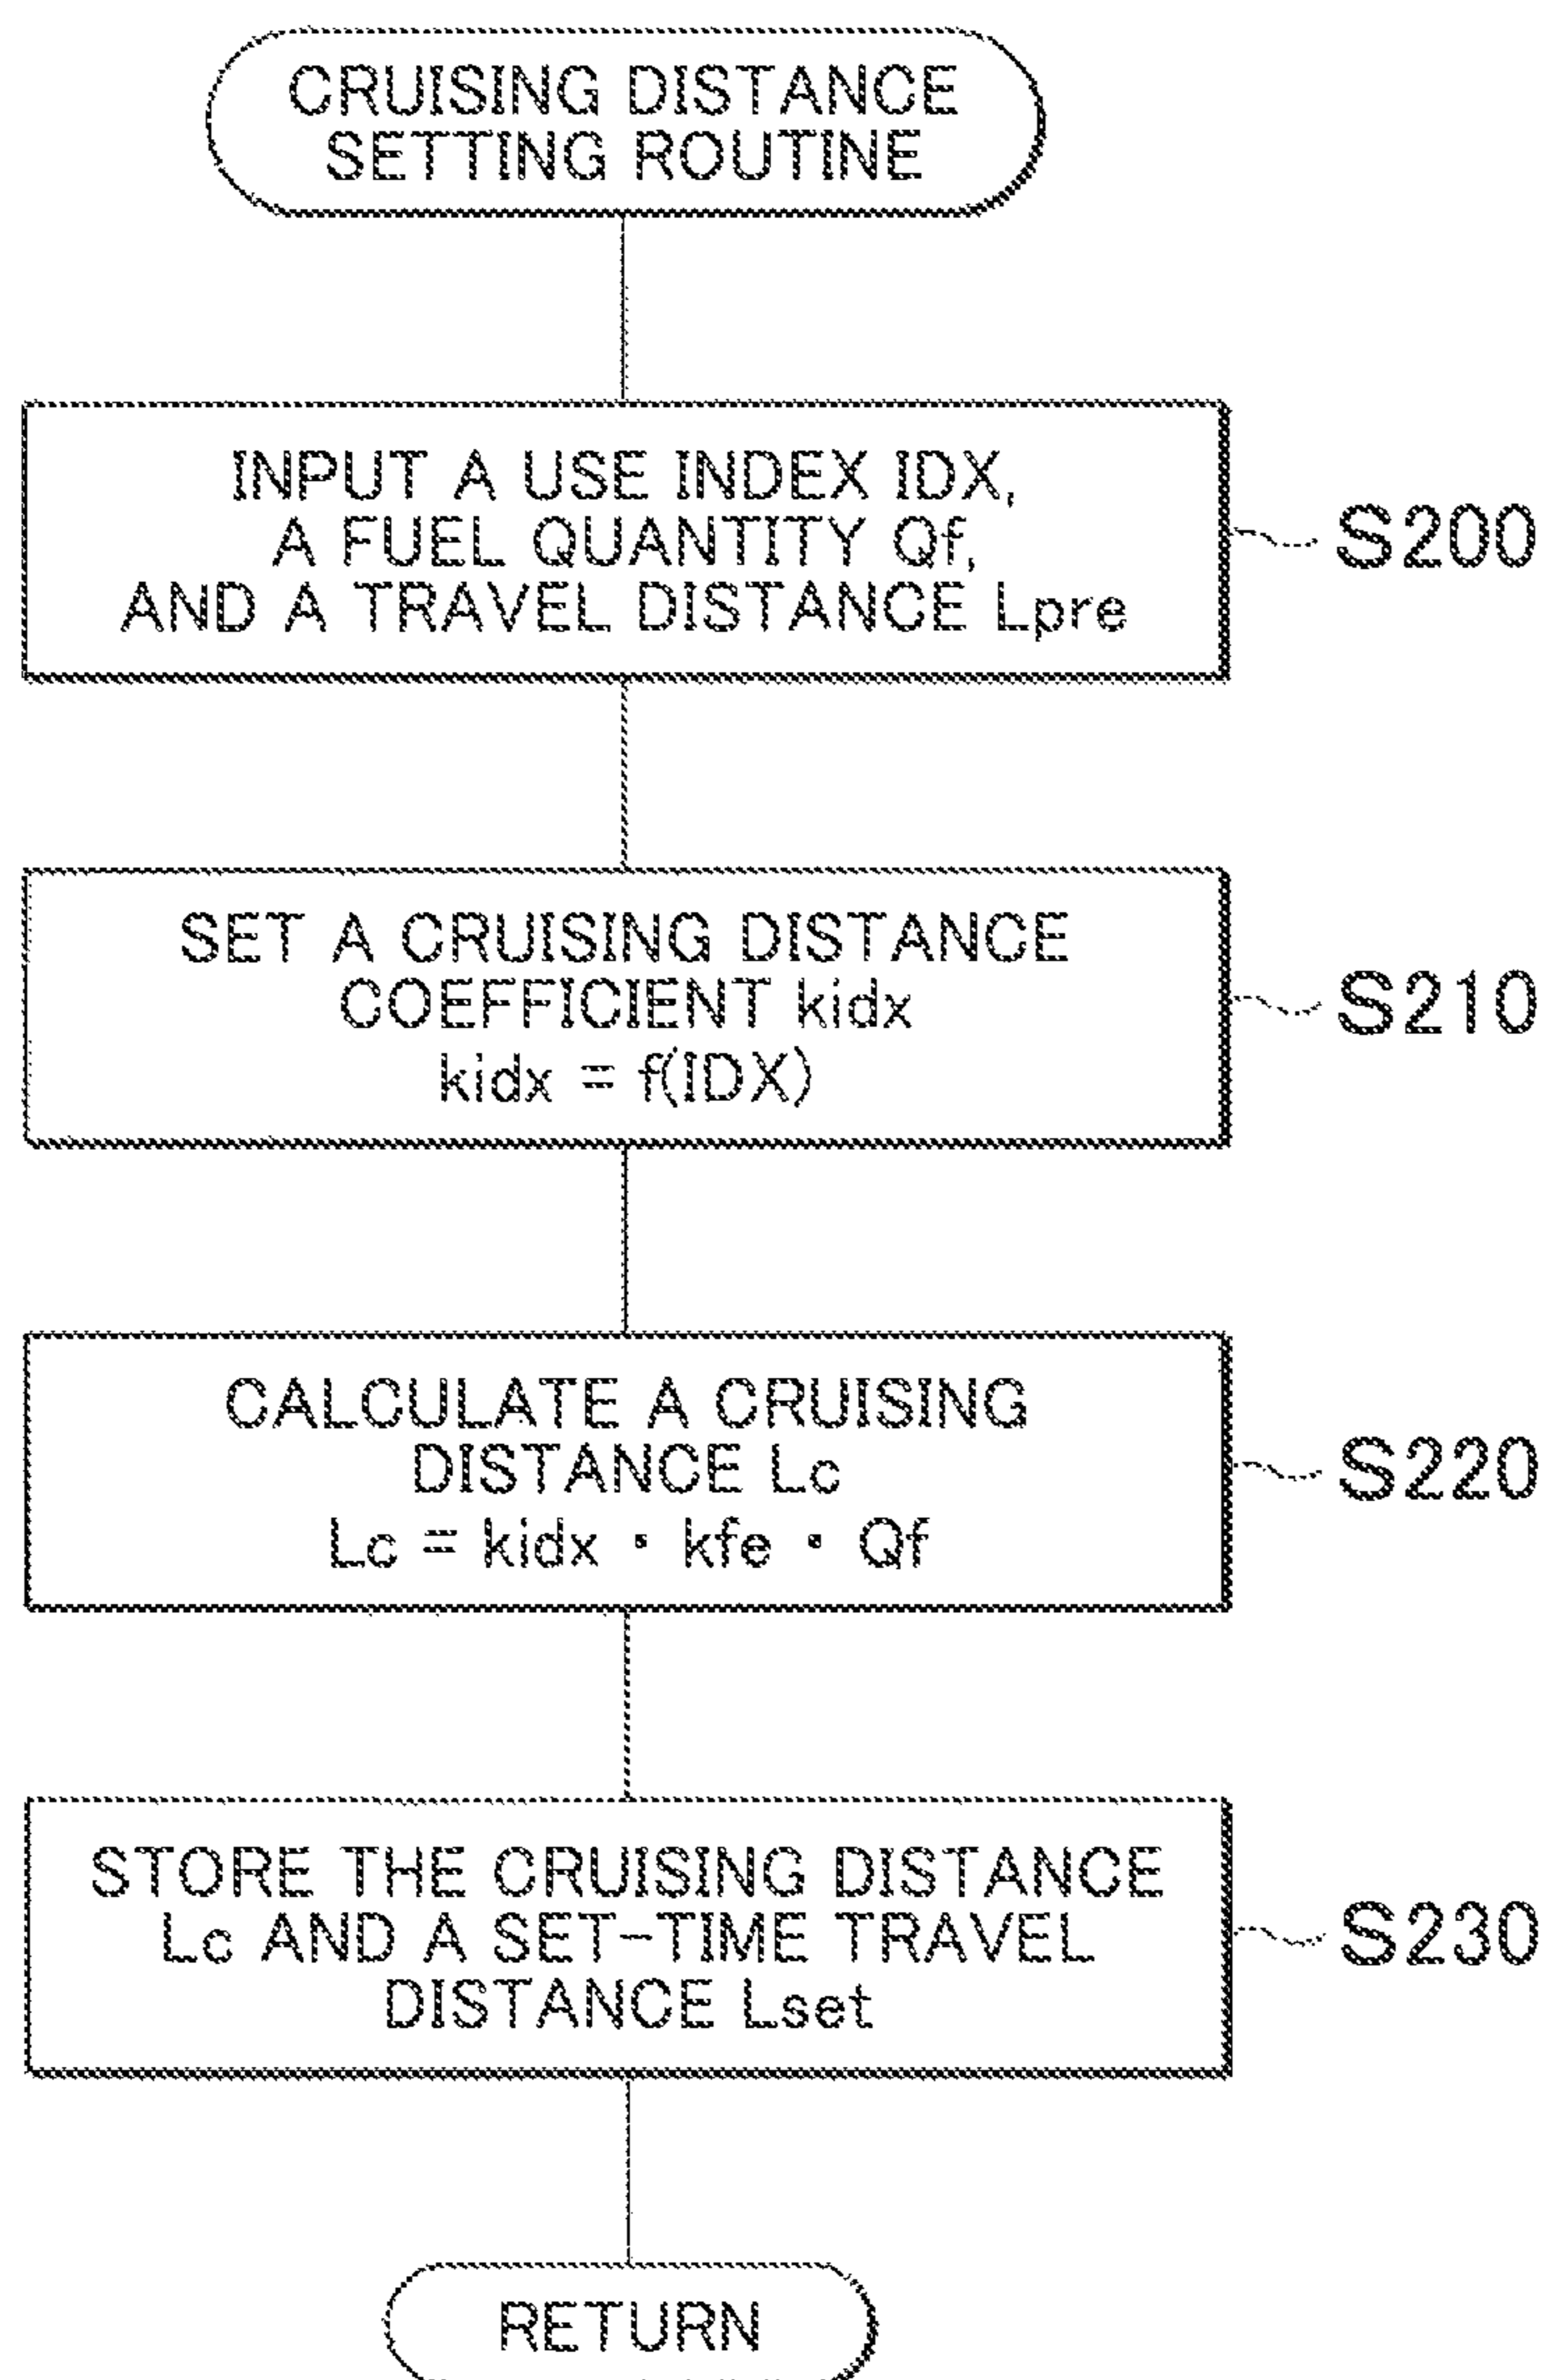 CRUISING DISTANCE
SETTING ROUTINE
INPUT A USE INDEX IDX,
A FUEL QUANTITY Qf,
AND A TRAVEL DISTANCE Lpre
S200
SET A CRUISING DISTANCE
COEFFICIENT kidx
kidx = f(IDX)
S210
CALCULATE A CRUISING
DISTANCE Lc
Lc = kidx・kfe・Qf
S220
STORE THE CRUISING DISTANCE
Lc AND A SET-TIME TRAVEL
DISTANCE Lset
S230
RETURN